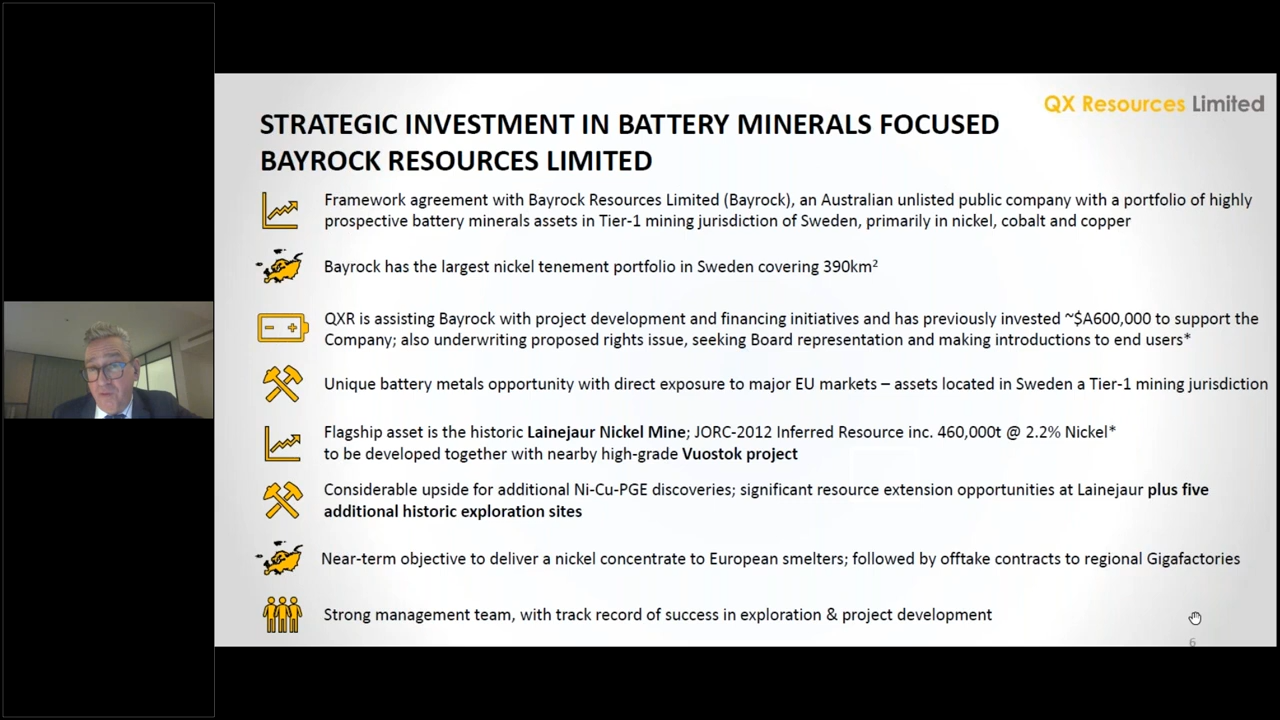 QX Resources Limited
STRATEGIC INVESTMENT IN BATTERY MINERALS FOCUSED
BAYROCK RESOURCES LIMITED
Framework agreement with Bayrock Resources Limited (Bayrock), an Australian unlisted public company with a portfolio of highly
prospective battery minerals assets in Tier-1 mining jurisdiction of Sweden, primarily in nickel, cobalt and copper
Bayrock has the largest nickel tenement portfolio in Sweden covering 390km²
QXR is assisting Bayrock with project development and financing initiatives and has previously invested ~$A600,000 to support the
Company; also underwriting proposed rights issue, seeking Board representation and making introductions to end users*
Unique battery metals opportunity with direct exposure to major EU markets – assets located in Sweden a Tier-1 mining jurisdiction
Flagship asset is the historic Lainejaur Nickel Mine; JORC-2012 Inferred Resource inc. 460,000t @ 2.2% Nickel*
to be developed together with nearby high-grade Vuostok project
Considerable upside for additional Ni-Cu-PGE discoveries; significant resource extension opportunities at Lainejaur plus five
additional historic exploration sites
Near-term objective to deliver a nickel concentrate to European smelters; followed by offtake contracts to regional Gigafactories
Strong management team, with track record of success in exploration & project development
6